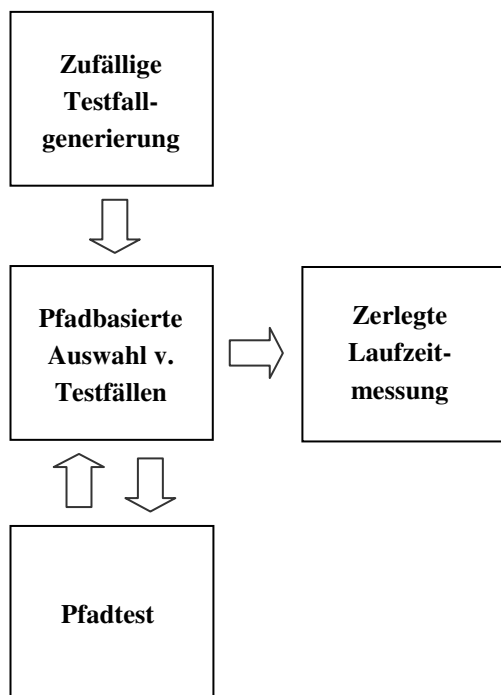 Zufällige
Testfall-
generierung
Pfadbasierte
Auswahl v.
Testfällen
Zerlegte
Laufzeit-
messung
Pfadtest